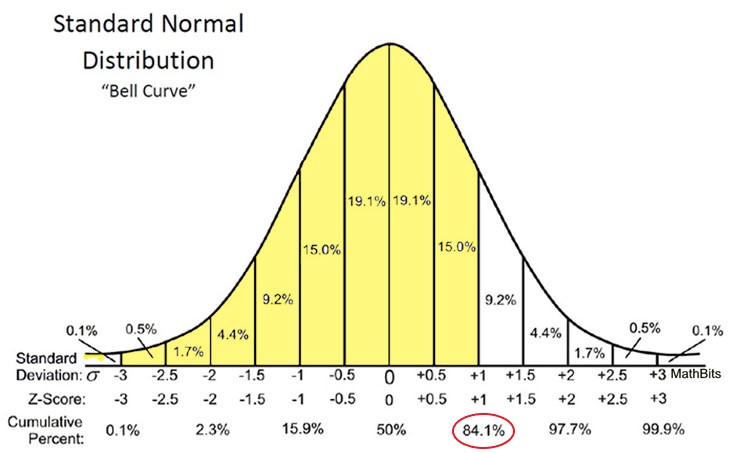 Standard Normal
Distribution
“Bell Curve”
19.1% 19.1%
15.0% 15.0%
9.2% 9.2%
0.1% 0.5% 4.4% 4.4% 0.5% 0.1%
1.7% 1.7%
Standard
Deviation: σ -3 -2.5 -2 -1.5 -1 -0.5 0 +0.5 +1 +1.5 +2 +2.5 +3 MathBits
Z-Score: -3 -2.5 -2 -1.5 -1 -0.5 0 +0.5 +1 +1.5 +2 +2.5 +3
Cumulative
Percent: 0.1% 2.3% 15.9% 50% 84.1% 97.7% 99.9%